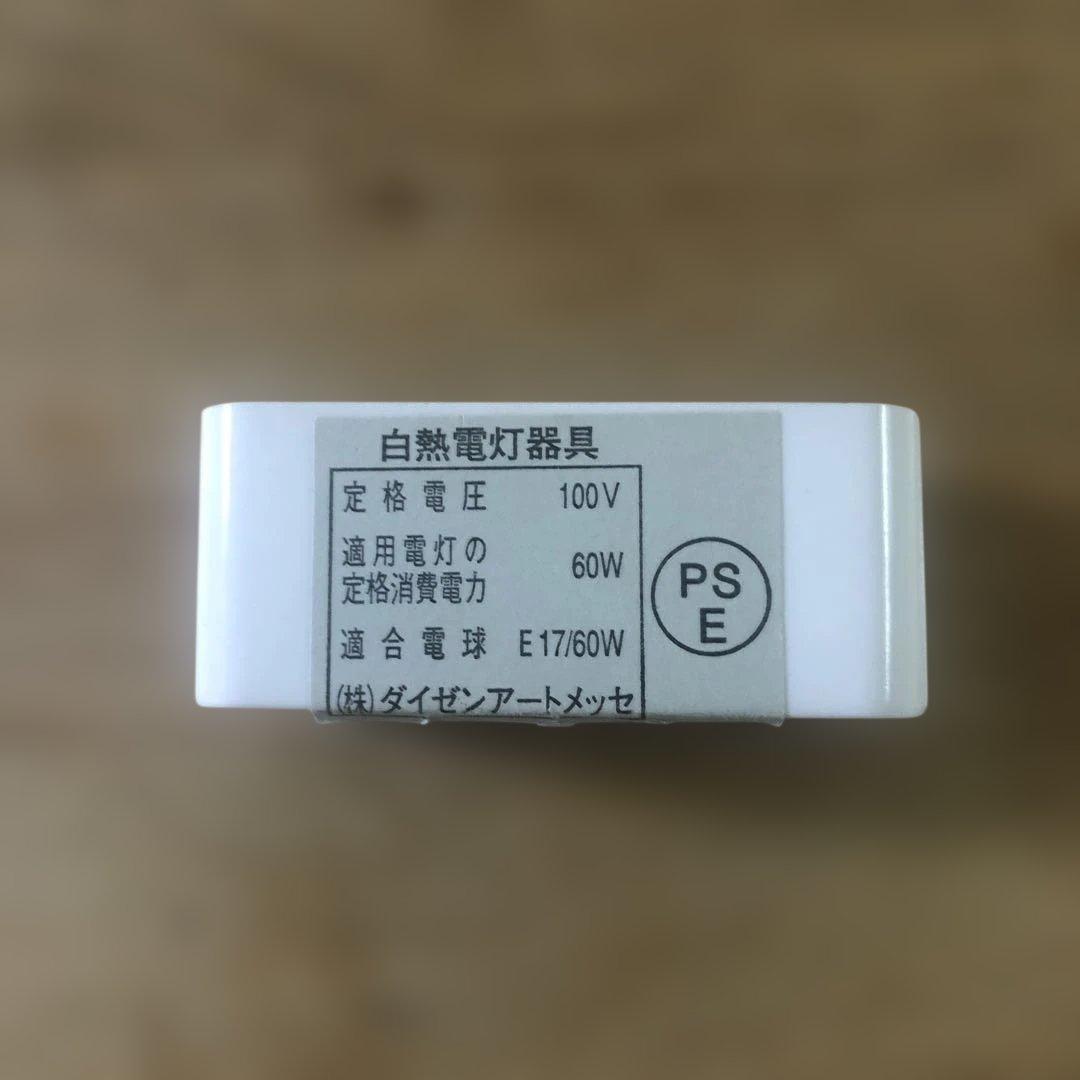 白熱電灯器具
定格電圧 100V
適用電灯の
定格消費電力 60W
適合電球 E17/60W
(株)ダイゼンアートメッセ
PS
E